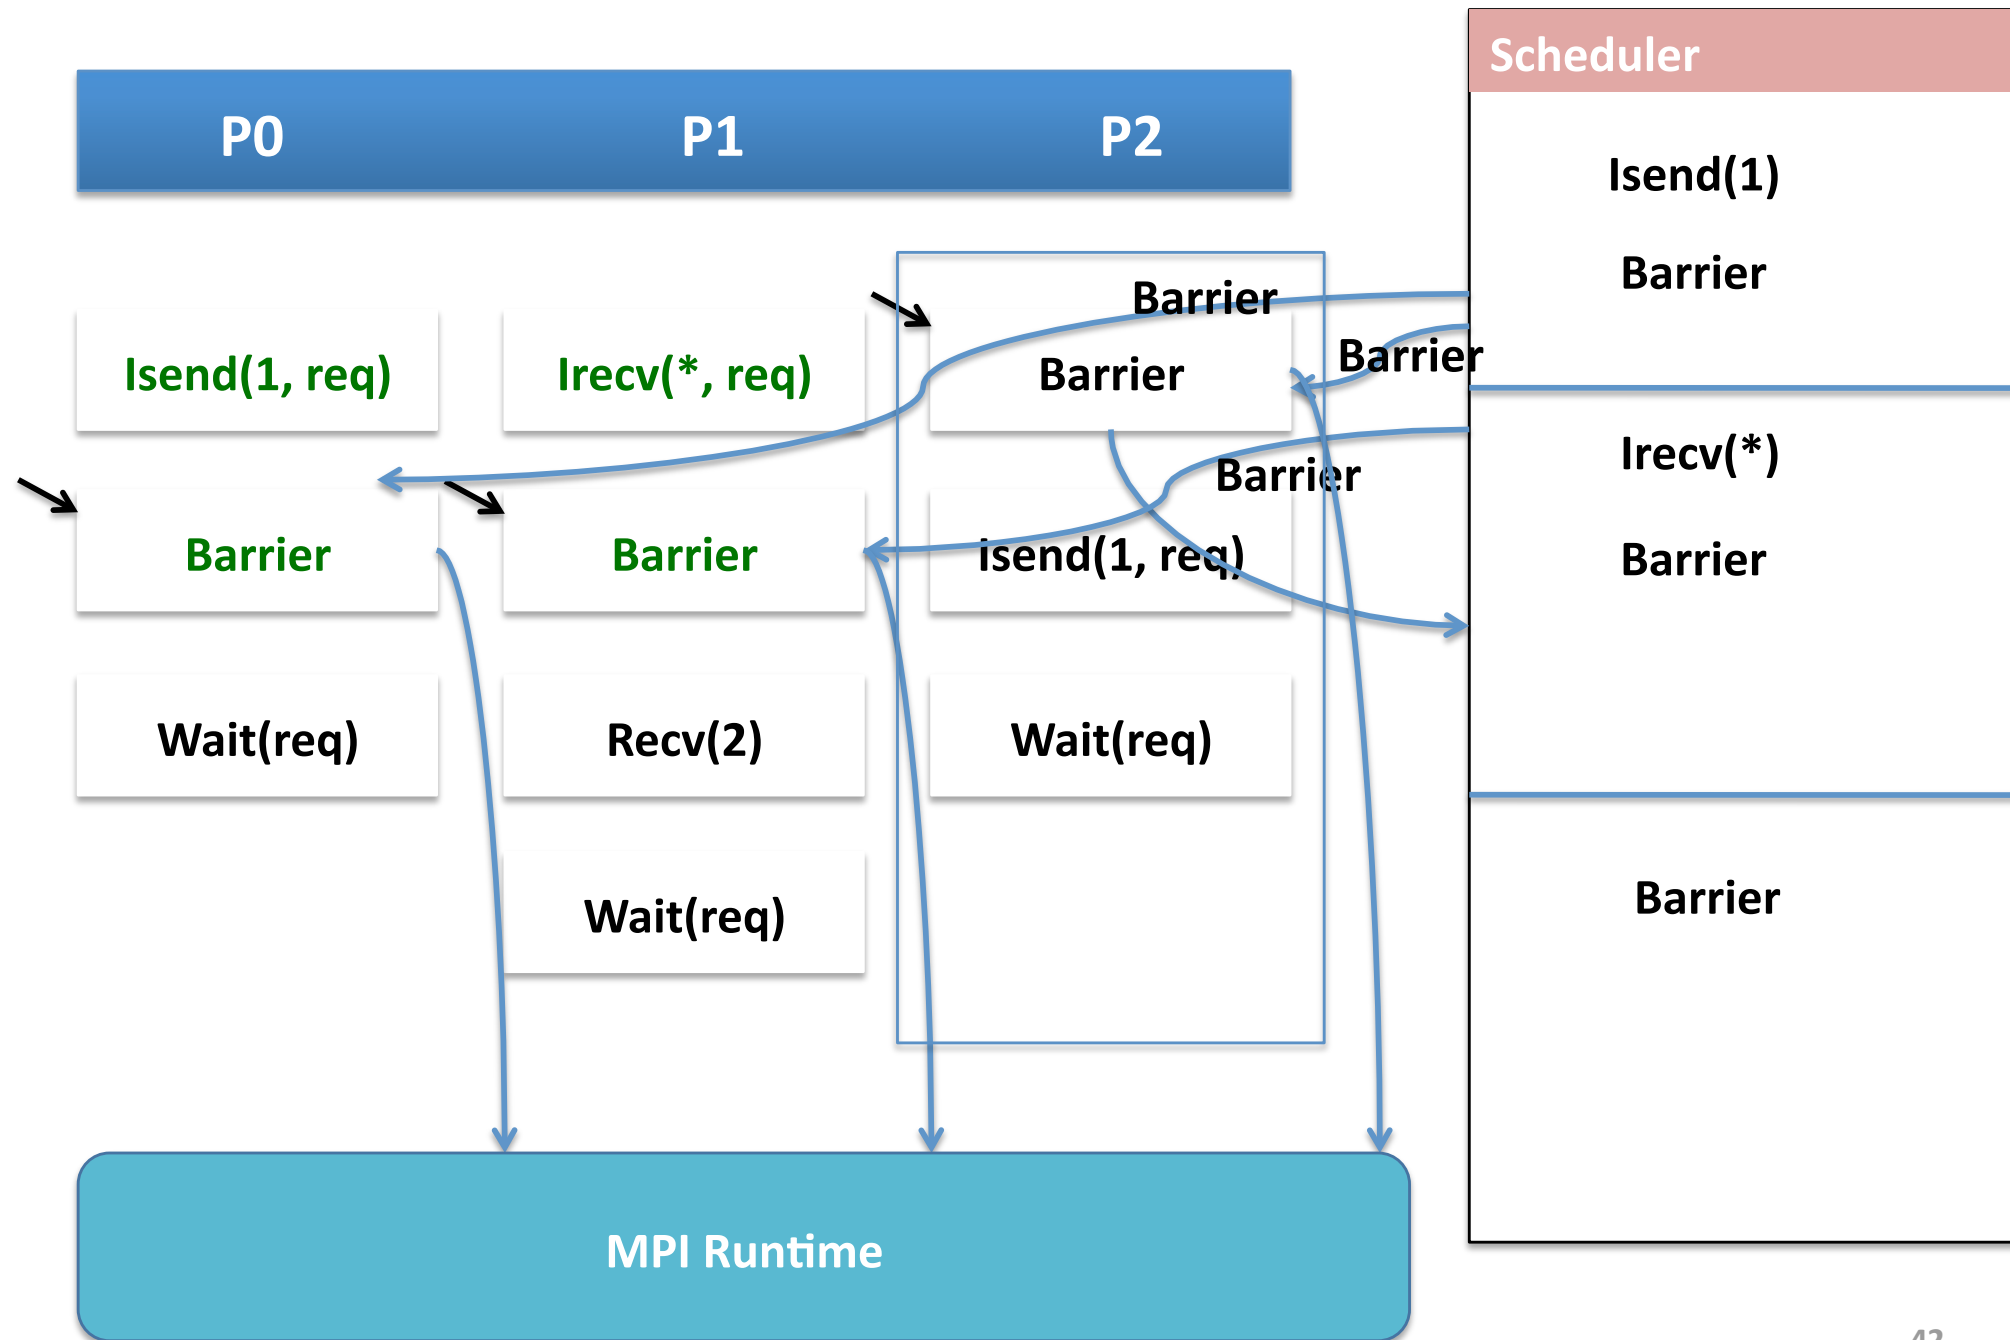 Scheduler
P0 P1 P2
Isend(1)
Barrier
Barrier
Barrier
Isend(1, req) Irecv(*, req) Barrier
Irecv(*)
Barrier
Barrier Barrier Isend(1, req)
Barrier
Wait(req) Recv(2) Wait(req)
Barrier
Wait(req)
MPI Runtime
42